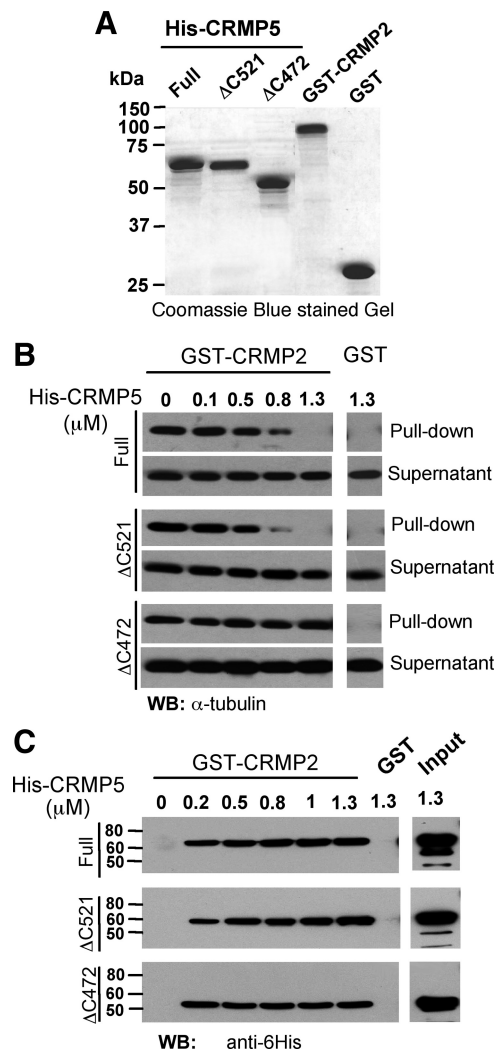 A
His-CRMP5
Full ΔC521 ΔC472 GST-CRMP2 GST
kDa
150
100
75
50
37
25
Coomassie Blue stained Gel
B
GST-CRMP2 GST
His-CRMP5 0 0.1 0.5 0.8 1.3 1.3
(μM)
Full
Pull-down
Supernatant
ΔC521
Pull-down
Supernatant
ΔC472
Pull-down
Supernatant
WB: α-tubulin
C
GST-CRMP2 GST Input
His-CRMP5
(μM) 0 0.2 0.5 0.8 1 1.3 1.3 1.3
Full
80
60
50
ΔC521
80
60
50
ΔC472
80
60
50
WB: anti-6His